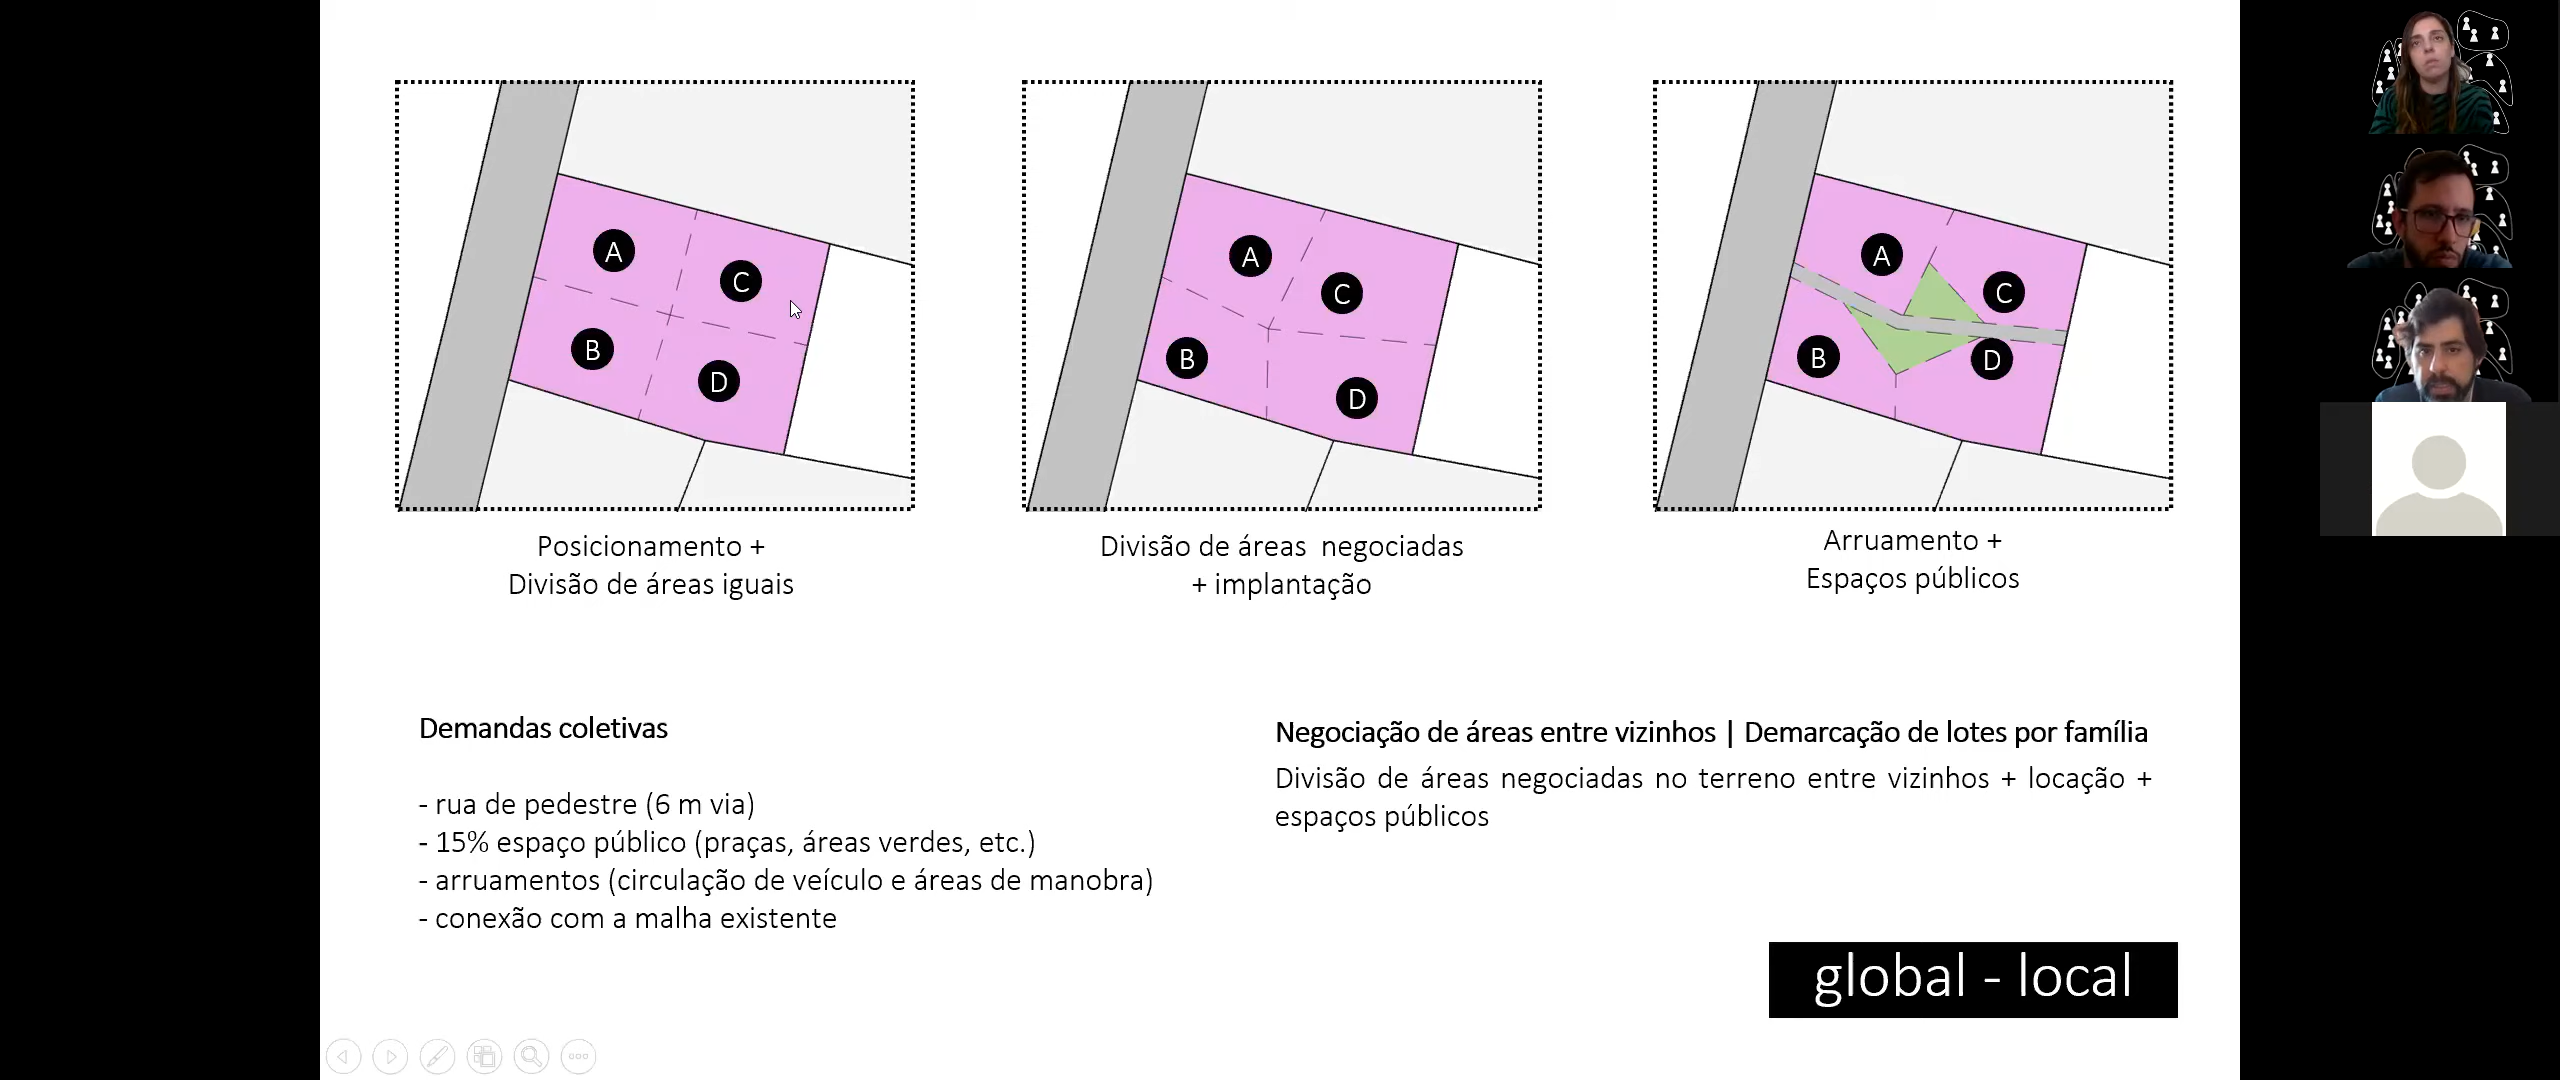 A
C
B
D
A
C
B
D
A
C
B
D
Posicionamento +
Divisão de áreas iguais
Divisão de áreas negociadas
+ implantação
Arruamento +
Espaços públicos
Demandas coletivas
- rua de pedestre (6 m via)
- 15% espaço público (praças, áreas verdes, etc.)
- arruamentos (circulação de veículo e áreas de manobra)
- conexão com a malha existente
Negociação de áreas entre vizinhos | Demarcação de lotes por família
Divisão de áreas negociadas no terreno entre vizinhos + locação +
espaços públicos
global - local